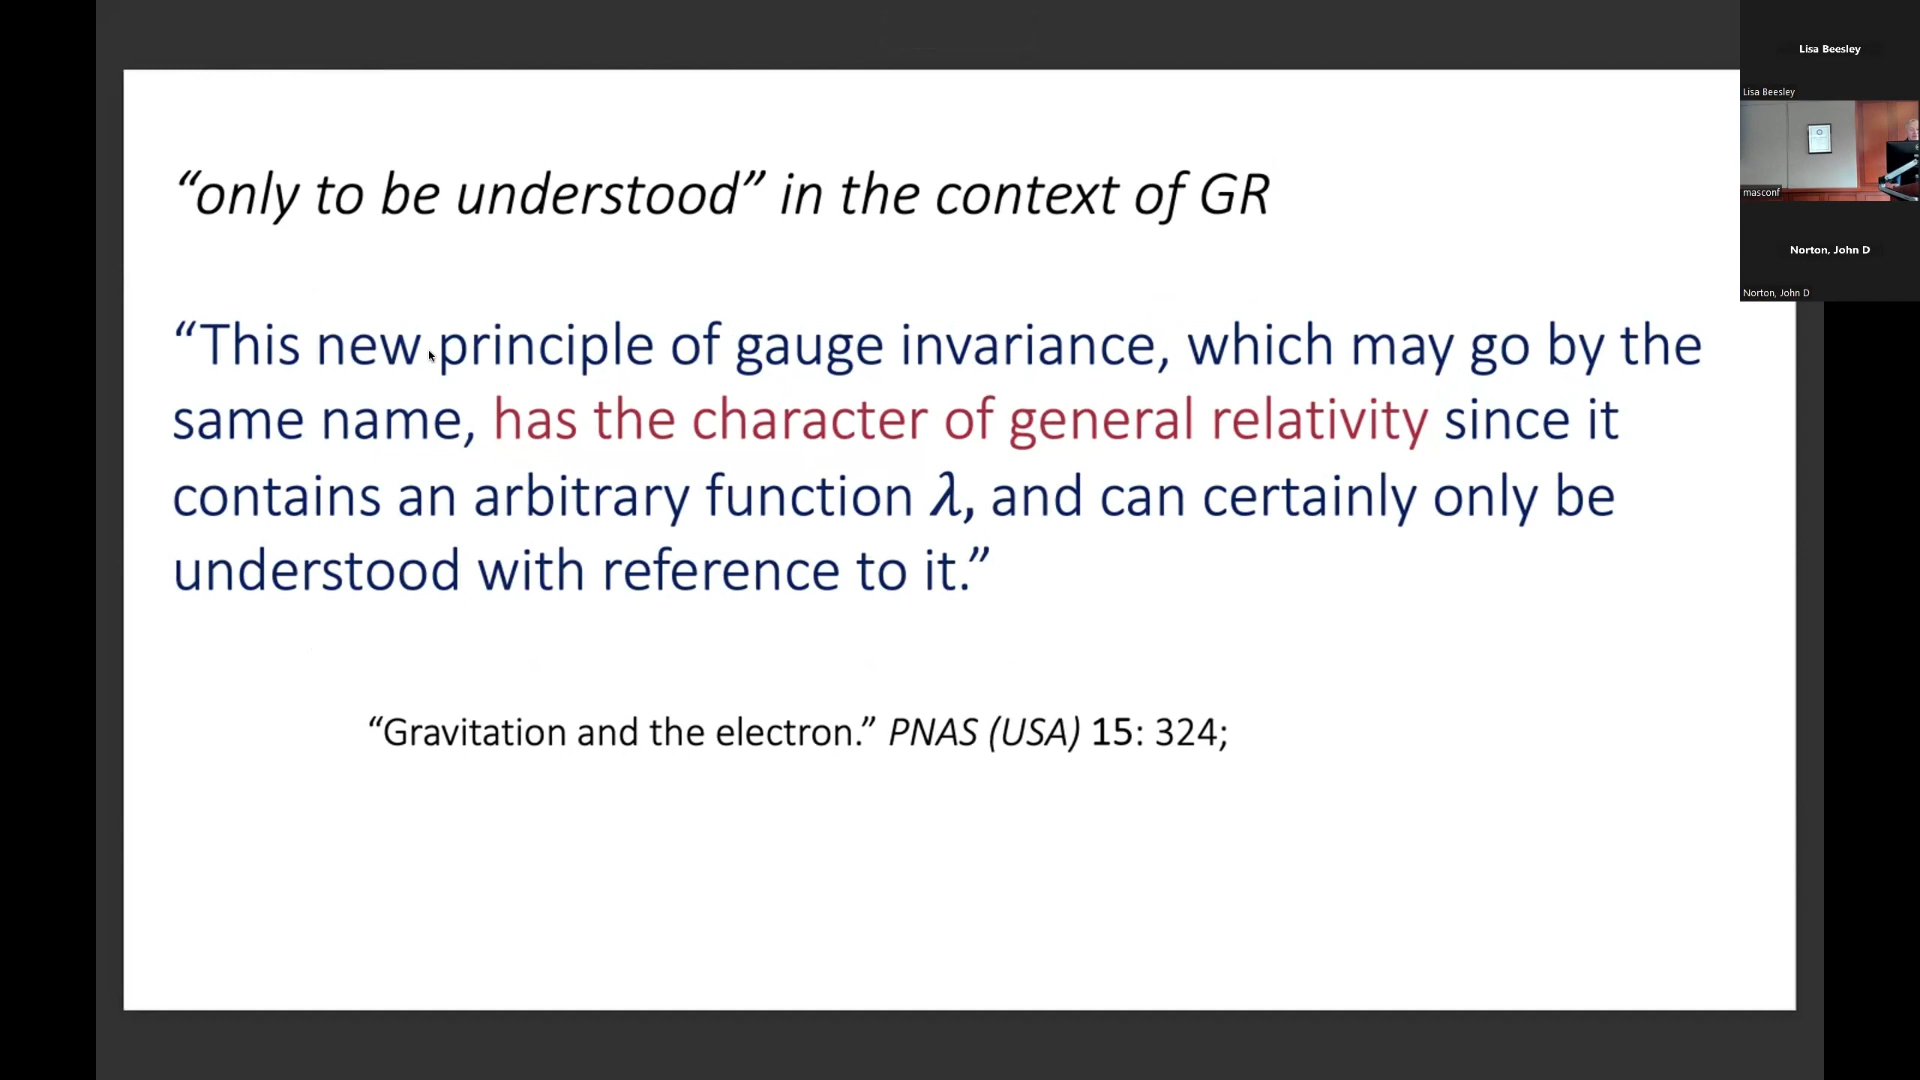 “only to be understood” in the context of GR
“This new principle of gauge invariance, which may go by the
same name, has the character of general relativity since it
contains an arbitrary function λ, and can certainly only be
understood with reference to it.”
“Gravitation and the electron.” PNAS (USA) 15: 324;
Lisa Beesley
Lisa Beesley
masconf
Norton, John D
Norton, John D